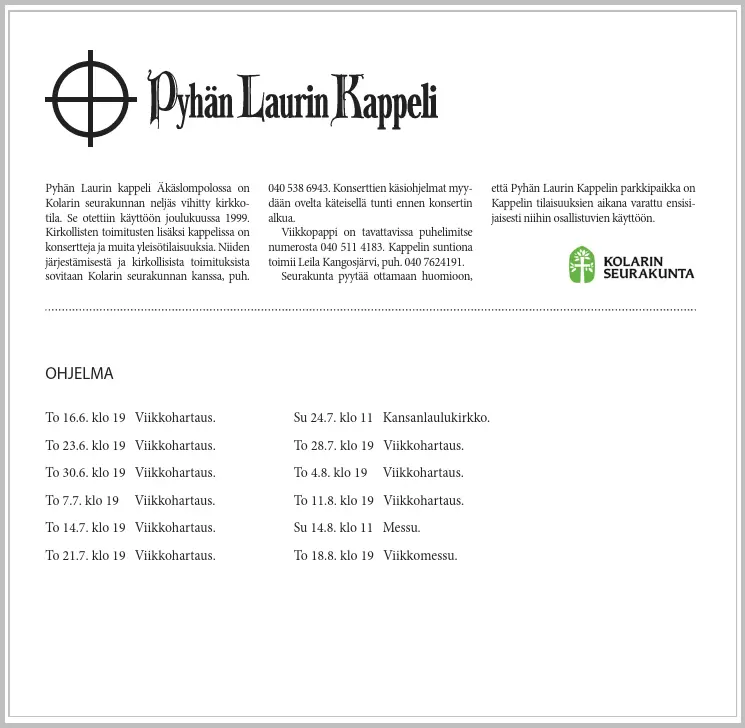 Pyhän Laurin Kappeli
Pyhän Laurin kappeli Äkäslompolossa on
Kolarin seurakunnan neljäs vihitty kirkko-
tila. Se otettiin käyttöön joulukuussa 1999.
Kirkollisten toimitusten lisäksi kappelissa on
konsertteja ja muita yleisötilaisuuksia. Niiden
järjestämisestä ja kirkollisista toimituksista
sovitaan Kolarin seurakunnan kanssa, puh.
040 538 6943. Konserttien käsiohjelmat myy-
dään ovelta käteisellä tunti ennen konsertin
alkua.
Viikkopappi on tavattavissa puhelimitse
numerosta 040 511 4183. Kappelin suntiona
toimii Leila Kangosjärvi, puh. 040 7624191.
Seurakunta pyytää ottamaan huomioon,
että Pyhän Laurin Kappelin parkkipaikka on
Kappelin tilaisuuksien aikana varattu ensisi-
jaisesti niihin osallistuvien käyttöön.
KOLARIN
SEURAKUNTA
OHJELMA
To 16.6. klo 19 Viikkohartaus.
To 23.6. klo 19 Viikkohartaus.
To 30.6. klo 19 Viikkohartaus.
To 7.7. klo 19 Viikkohartaus.
To 14.7. klo 19 Viikkohartaus.
To 21.7. klo 19 Viikkohartaus.
Su 24.7. klo 11 Kansanlaulukirkko.
To 28.7. klo 19 Viikkohartaus.
To 4.8. klo 19 Viikkohartaus.
To 11.8. klo 19 Viikkohartaus.
Su 14.8. klo 11 Messu.
To 18.8. klo 19 Viikkomessu.